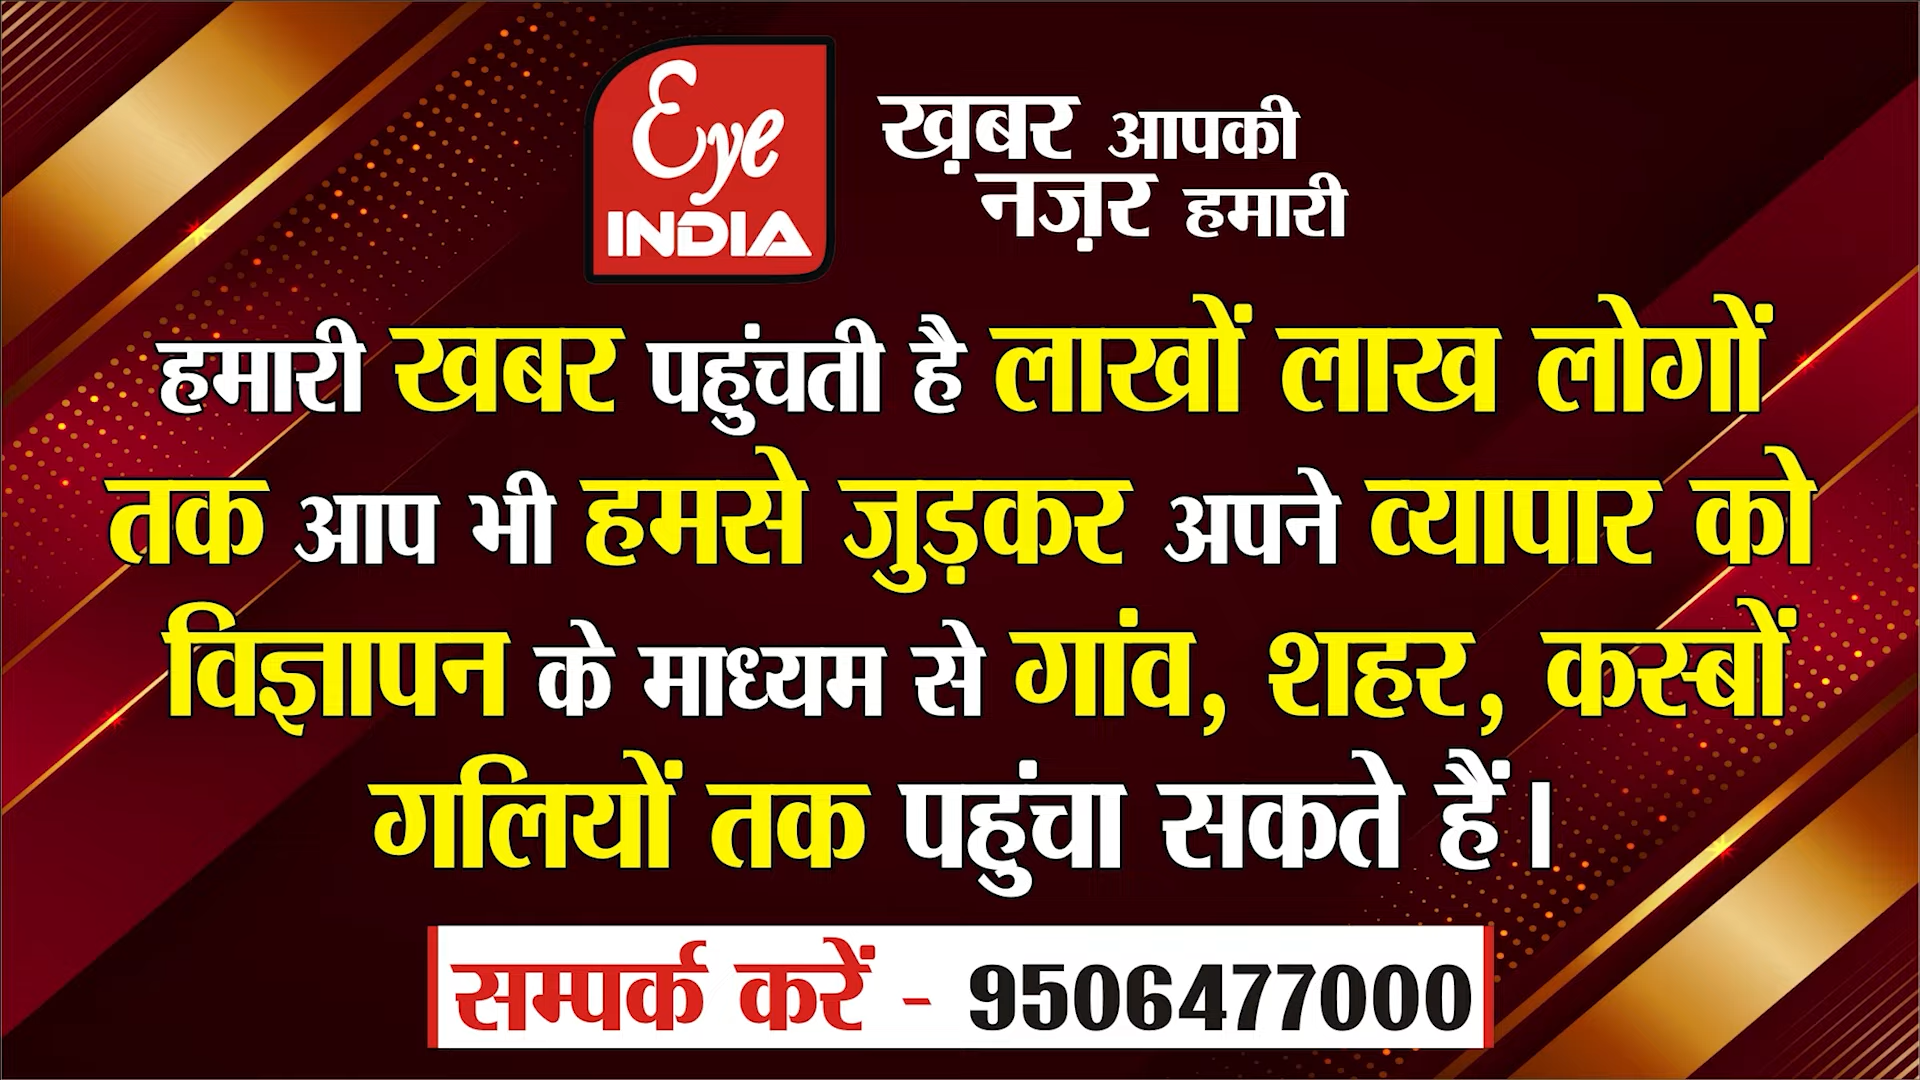 Eye
INDIA
ख़बर आपकी
नज़र हमारी
हमारी खबर पहुंचती है लाखों लाख लोगों
तक आप भी हमसे जुड़कर अपने व्यापार को
विज्ञापन के माध्यम से गांव, शहर, कस्बों
गलियों तक पहुंचा सकते हैं।
सम्पर्क करें - 9506477000